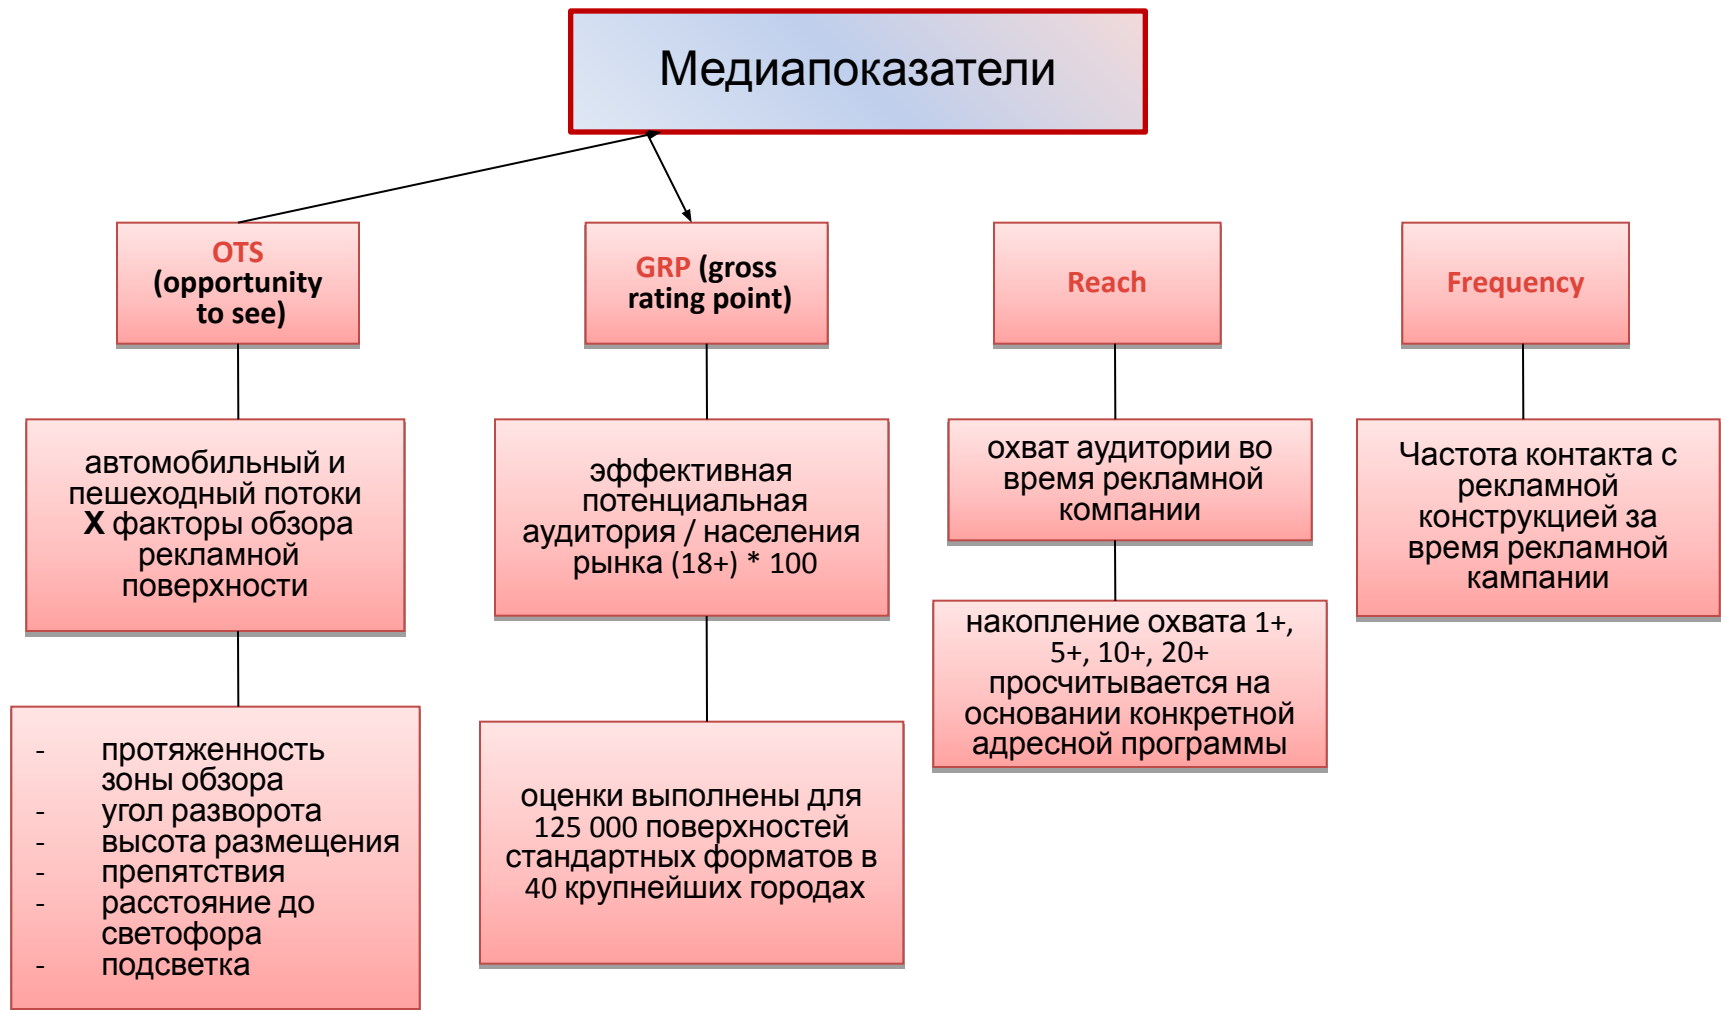 Медиапоказатели
OTS
(opportunity
to see)
автомобильный и
пешеходный потоки
X факторы обзора
рекламной
поверхности
- протяженность
зоны обзора
- угол разворота
- высота размещения
- препятствия
- расстояние до
светофора
- подсветка
GRP (gross
rating point)
эффективная
потенциальная
аудитория / населения
рынка (18+) * 100
оценки выполнены для
125 000 поверхностей
стандартных форматов в
40 крупнейших городах
Reach
охват аудитории во
время рекламной
компании
накопление охвата 1+,
5+, 10+, 20+
просчитывается на
основании конкретной
адресной программы
Frequency
Частота контакта с
рекламной
конструкцией за
время рекламной
кампании